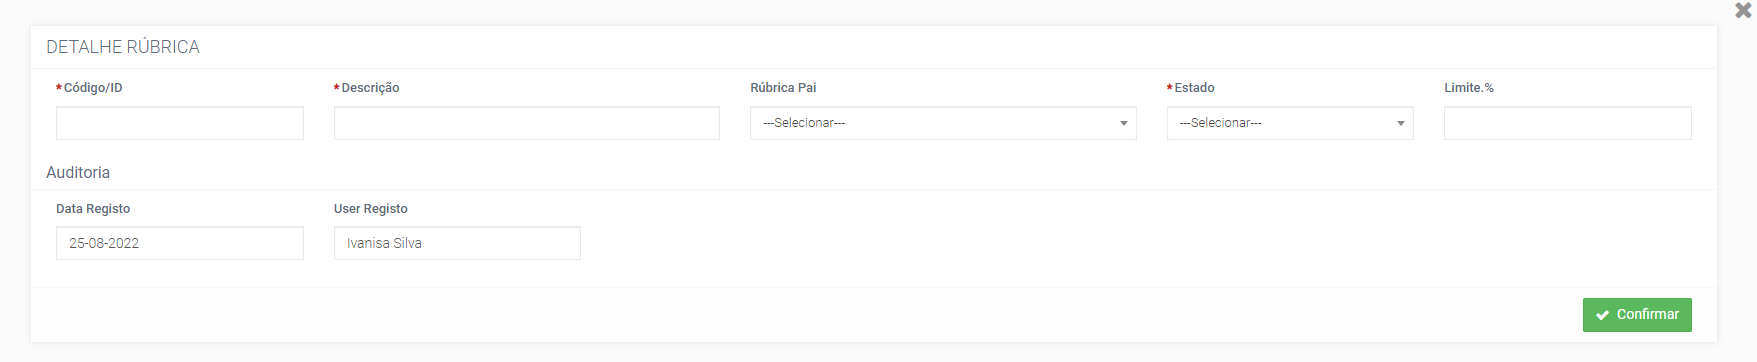 DETALHE RÚBRICA
*Código/ID *Descrição Rúbrica Pai *Estado Limite.%
---Selecionar--- ---Selecionar---
Auditoria
Data Registo User Registo
25-08-2022 Ivanisa Silva
Confirmar